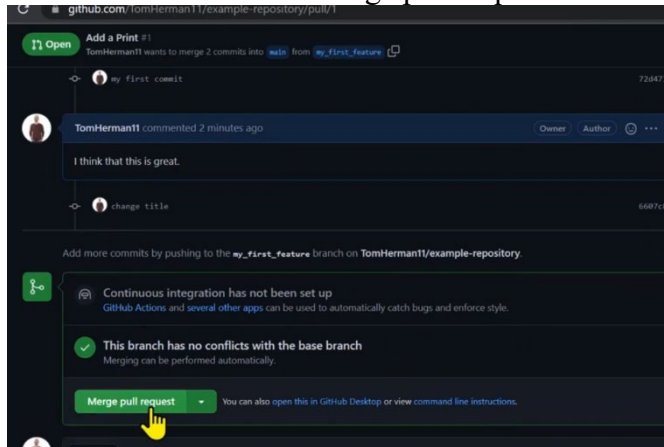 github.com/TomHerman11/example-repository/pull/1
Open
Add a Print #1
TomHerman11 wants to merge 2 commits into main from my_first_feature
my first commit
72d47
TomHerman11 commented 2 minutes ago
Owner Author
I think that this is great.
change title
6607c
Add more commits by pushing to the my_first_feature branch on TomHerman11/example-repository.
Continuous integration has not been set up
GitHub Actions and several other apps can be used to automatically catch bugs and enforce style.
This branch has no conflicts with the base branch
Merging can be performed automatically.
Merge pull request
You can also open this in GitHub Desktop or view command line instructions.